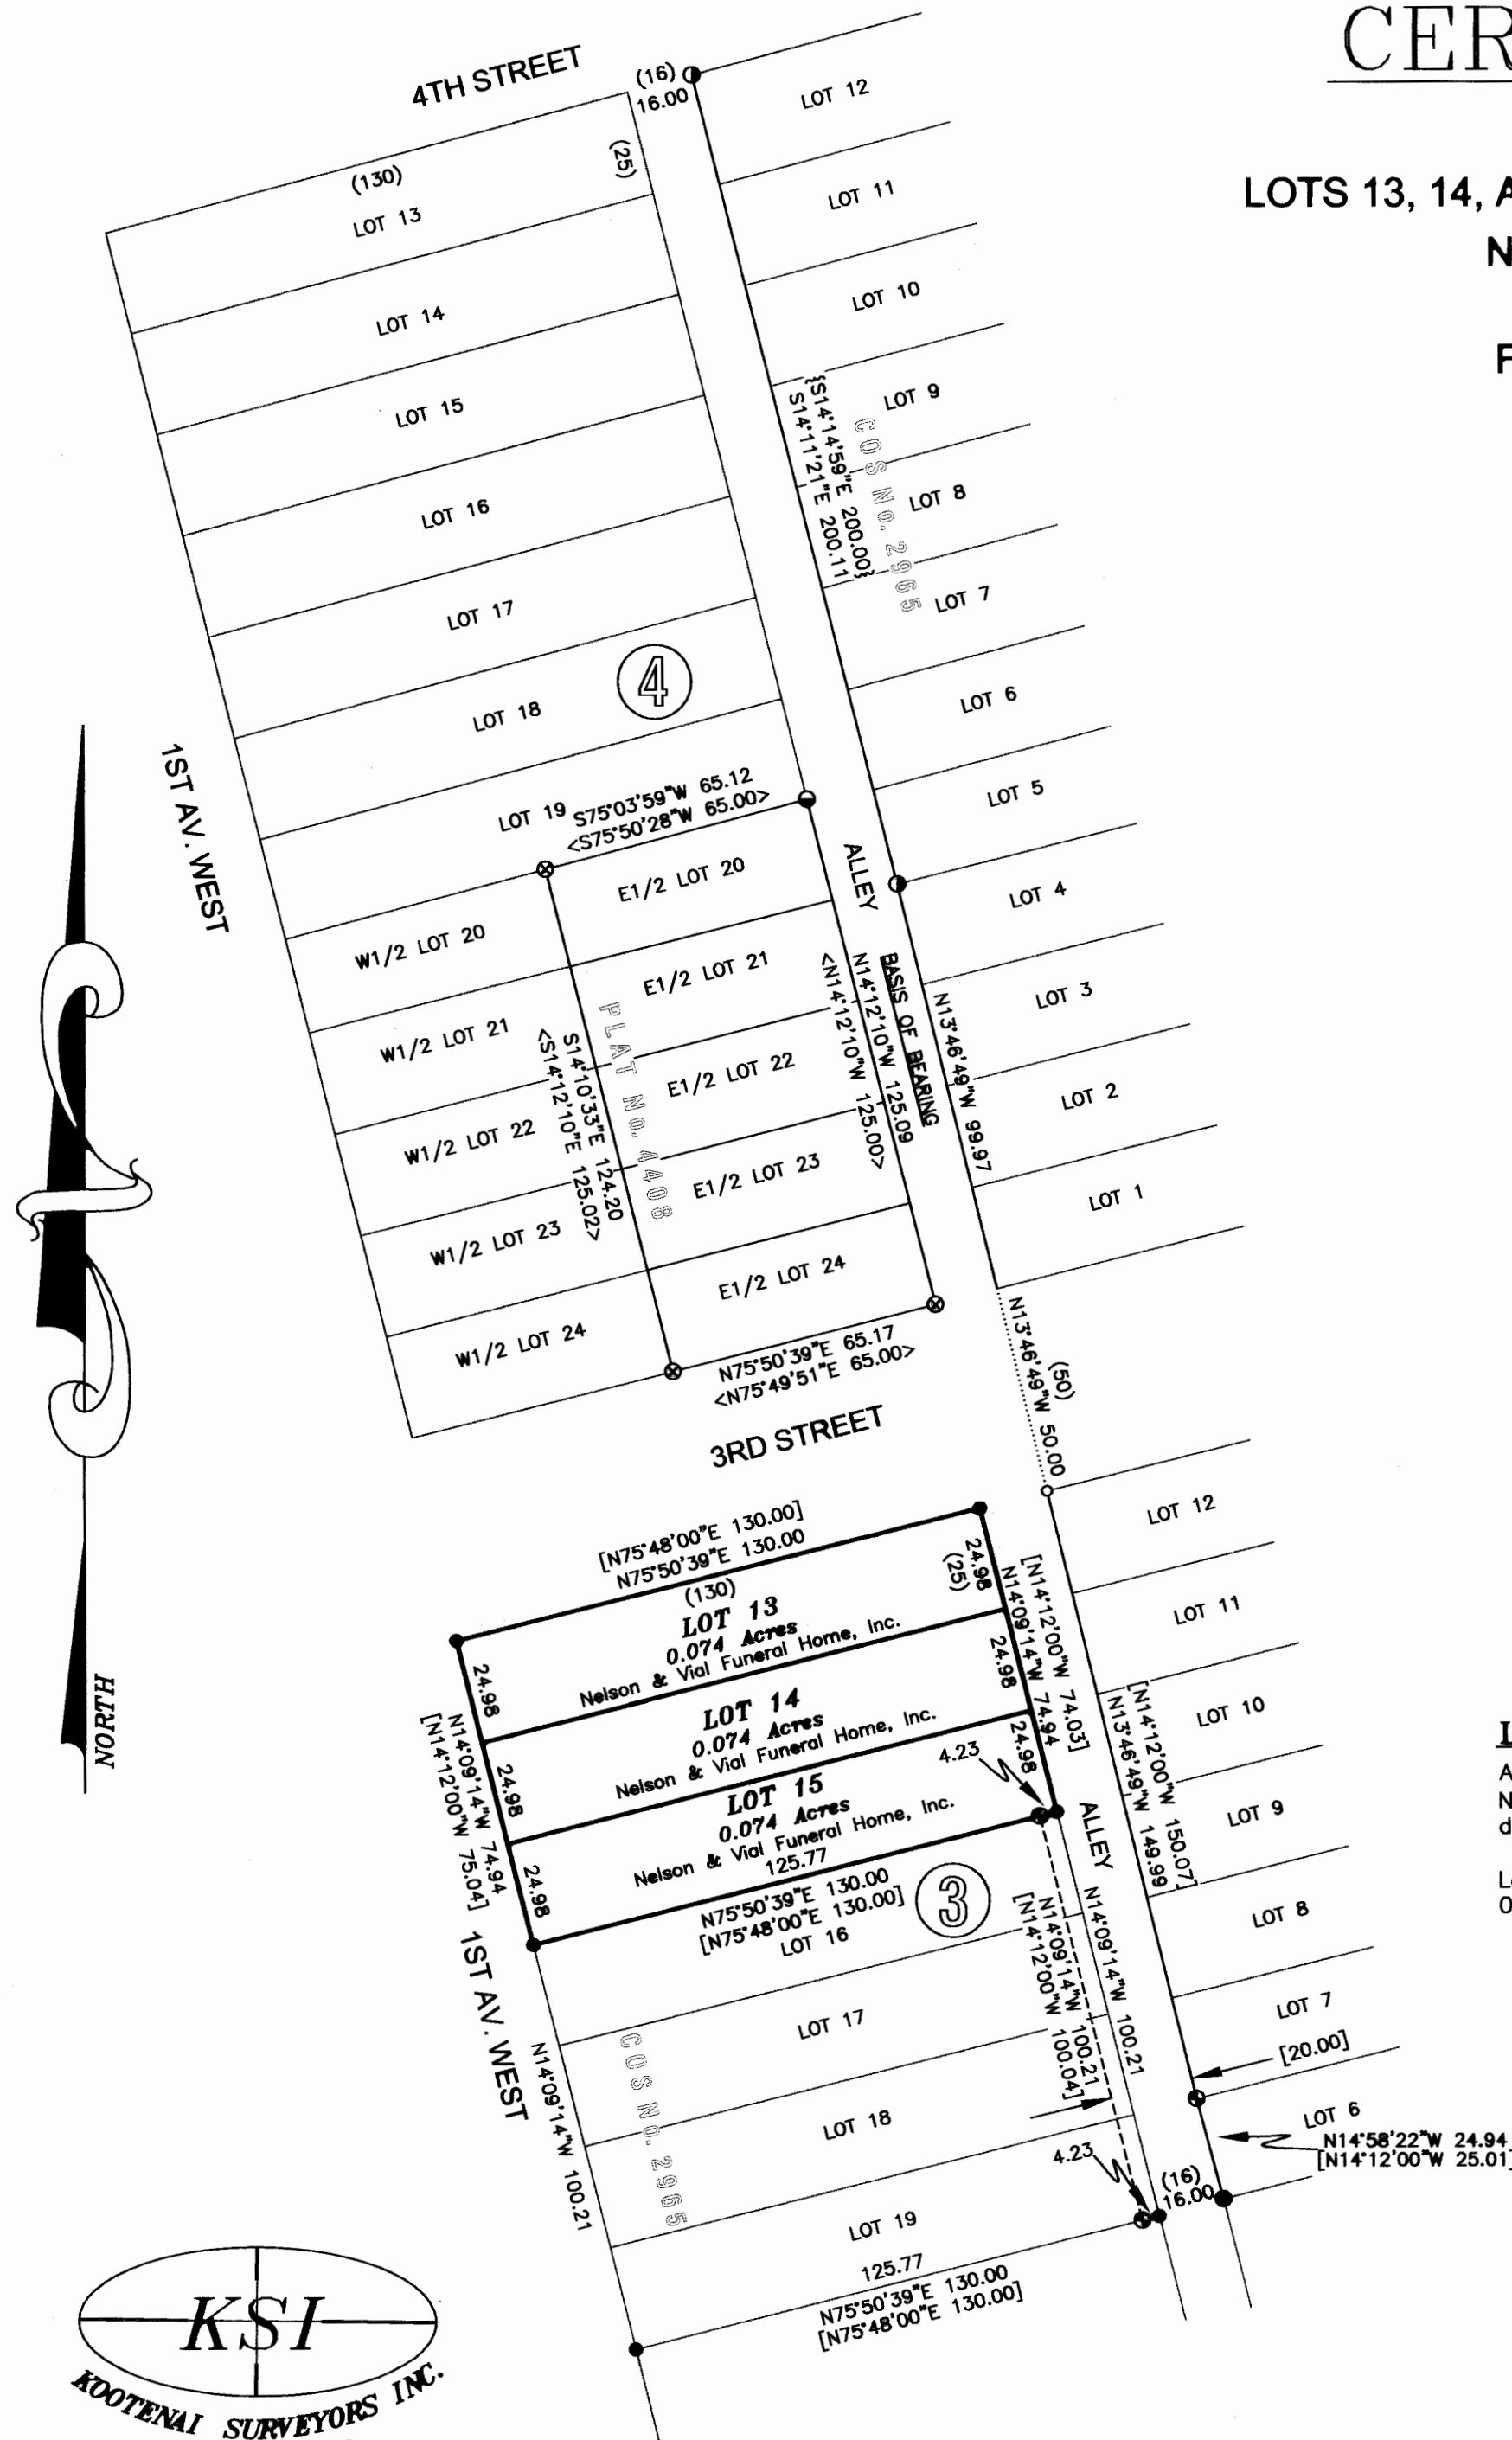 CER
LOTS 13, 14, A
N
F
4TH STREET
(16)
16.00
(25)
(130)
LOT 13
LOT 14
LOT 15
LOT 16
LOT 17
LOT 18
4
LOT 19
LOT 12
LOT 11
LOT 10
LOT 9
LOT 8
LOT 7
LOT 6
LOT 5
LOT 4
LOT 3
LOT 2
LOT 1
{S14°14'59"E 200.00}
S14°11'21"E 200.11
COS No. 2965
1ST AV. WEST
S75°03'59"W 65.12
<S75°50'28"W 65.00>
E1/2 LOT 20
E1/2 LOT 21
E1/2 LOT 22
E1/2 LOT 23
E1/2 LOT 24
W1/2 LOT 20
W1/2 LOT 21
W1/2 LOT 22
W1/2 LOT 23
W1/2 LOT 24
PLAT No. 4408
S14°10'33"E 124.20
<S14°12'10"E 125.02>
ALLEY
BASIS OF BEARING
N14°12'10"W 125.09
<N14°12'10"W 125.00>
N13°46'49"W 99.97
N75°50'39"E 65.17
<N75°49'51"E 65.00>
(50)
N13°46'49"W 50.00
3RD STREET
[N75°48'00"E 130.00]
N75°50'39"E 130.00
(130)
LOT 13
0.074 Acres
Nelson & Vial Funeral Home, Inc.
LOT 14
0.074 Acres
Nelson & Vial Funeral Home, Inc.
LOT 15
0.074 Acres
Nelson & Vial Funeral Home, Inc.
125.77
N75°50'39"E 130.00
[N75°48'00"E 130.00]
24.98
(25)
24.98
24.98
[N14°12'00"W 74.03]
N14°09'14"W 74.94
24.98
24.98
24.98
N14°09'14"W 74.94
[N14°12'00"W 75.04]
4.23
ALLEY
3
LOT 12
LOT 11
LOT 10
LOT 9
LOT 8
LOT 7
LOT 6
[N14°12'00"W 150.07]
N13°46'49"W 149.99
[20.00]
N14°58'22"W 24.94
[N14°12'00"W 25.01]
LOT 16
LOT 17
LOT 18
LOT 19
N14°09'14"W 100.21
N14°09'14"W 100.21
[N14°12'00"W 100.04]
1ST AV. WEST
N14°09'14"W 100.21
COS No. 2965
4.23
(16)
16.00
125.77
N75°50'39"E 130.00
[N75°48'00"E 130.00]
NORTH
L
A
N
d
L
0
KSI
KOOTENAI SURVEYORS INC.